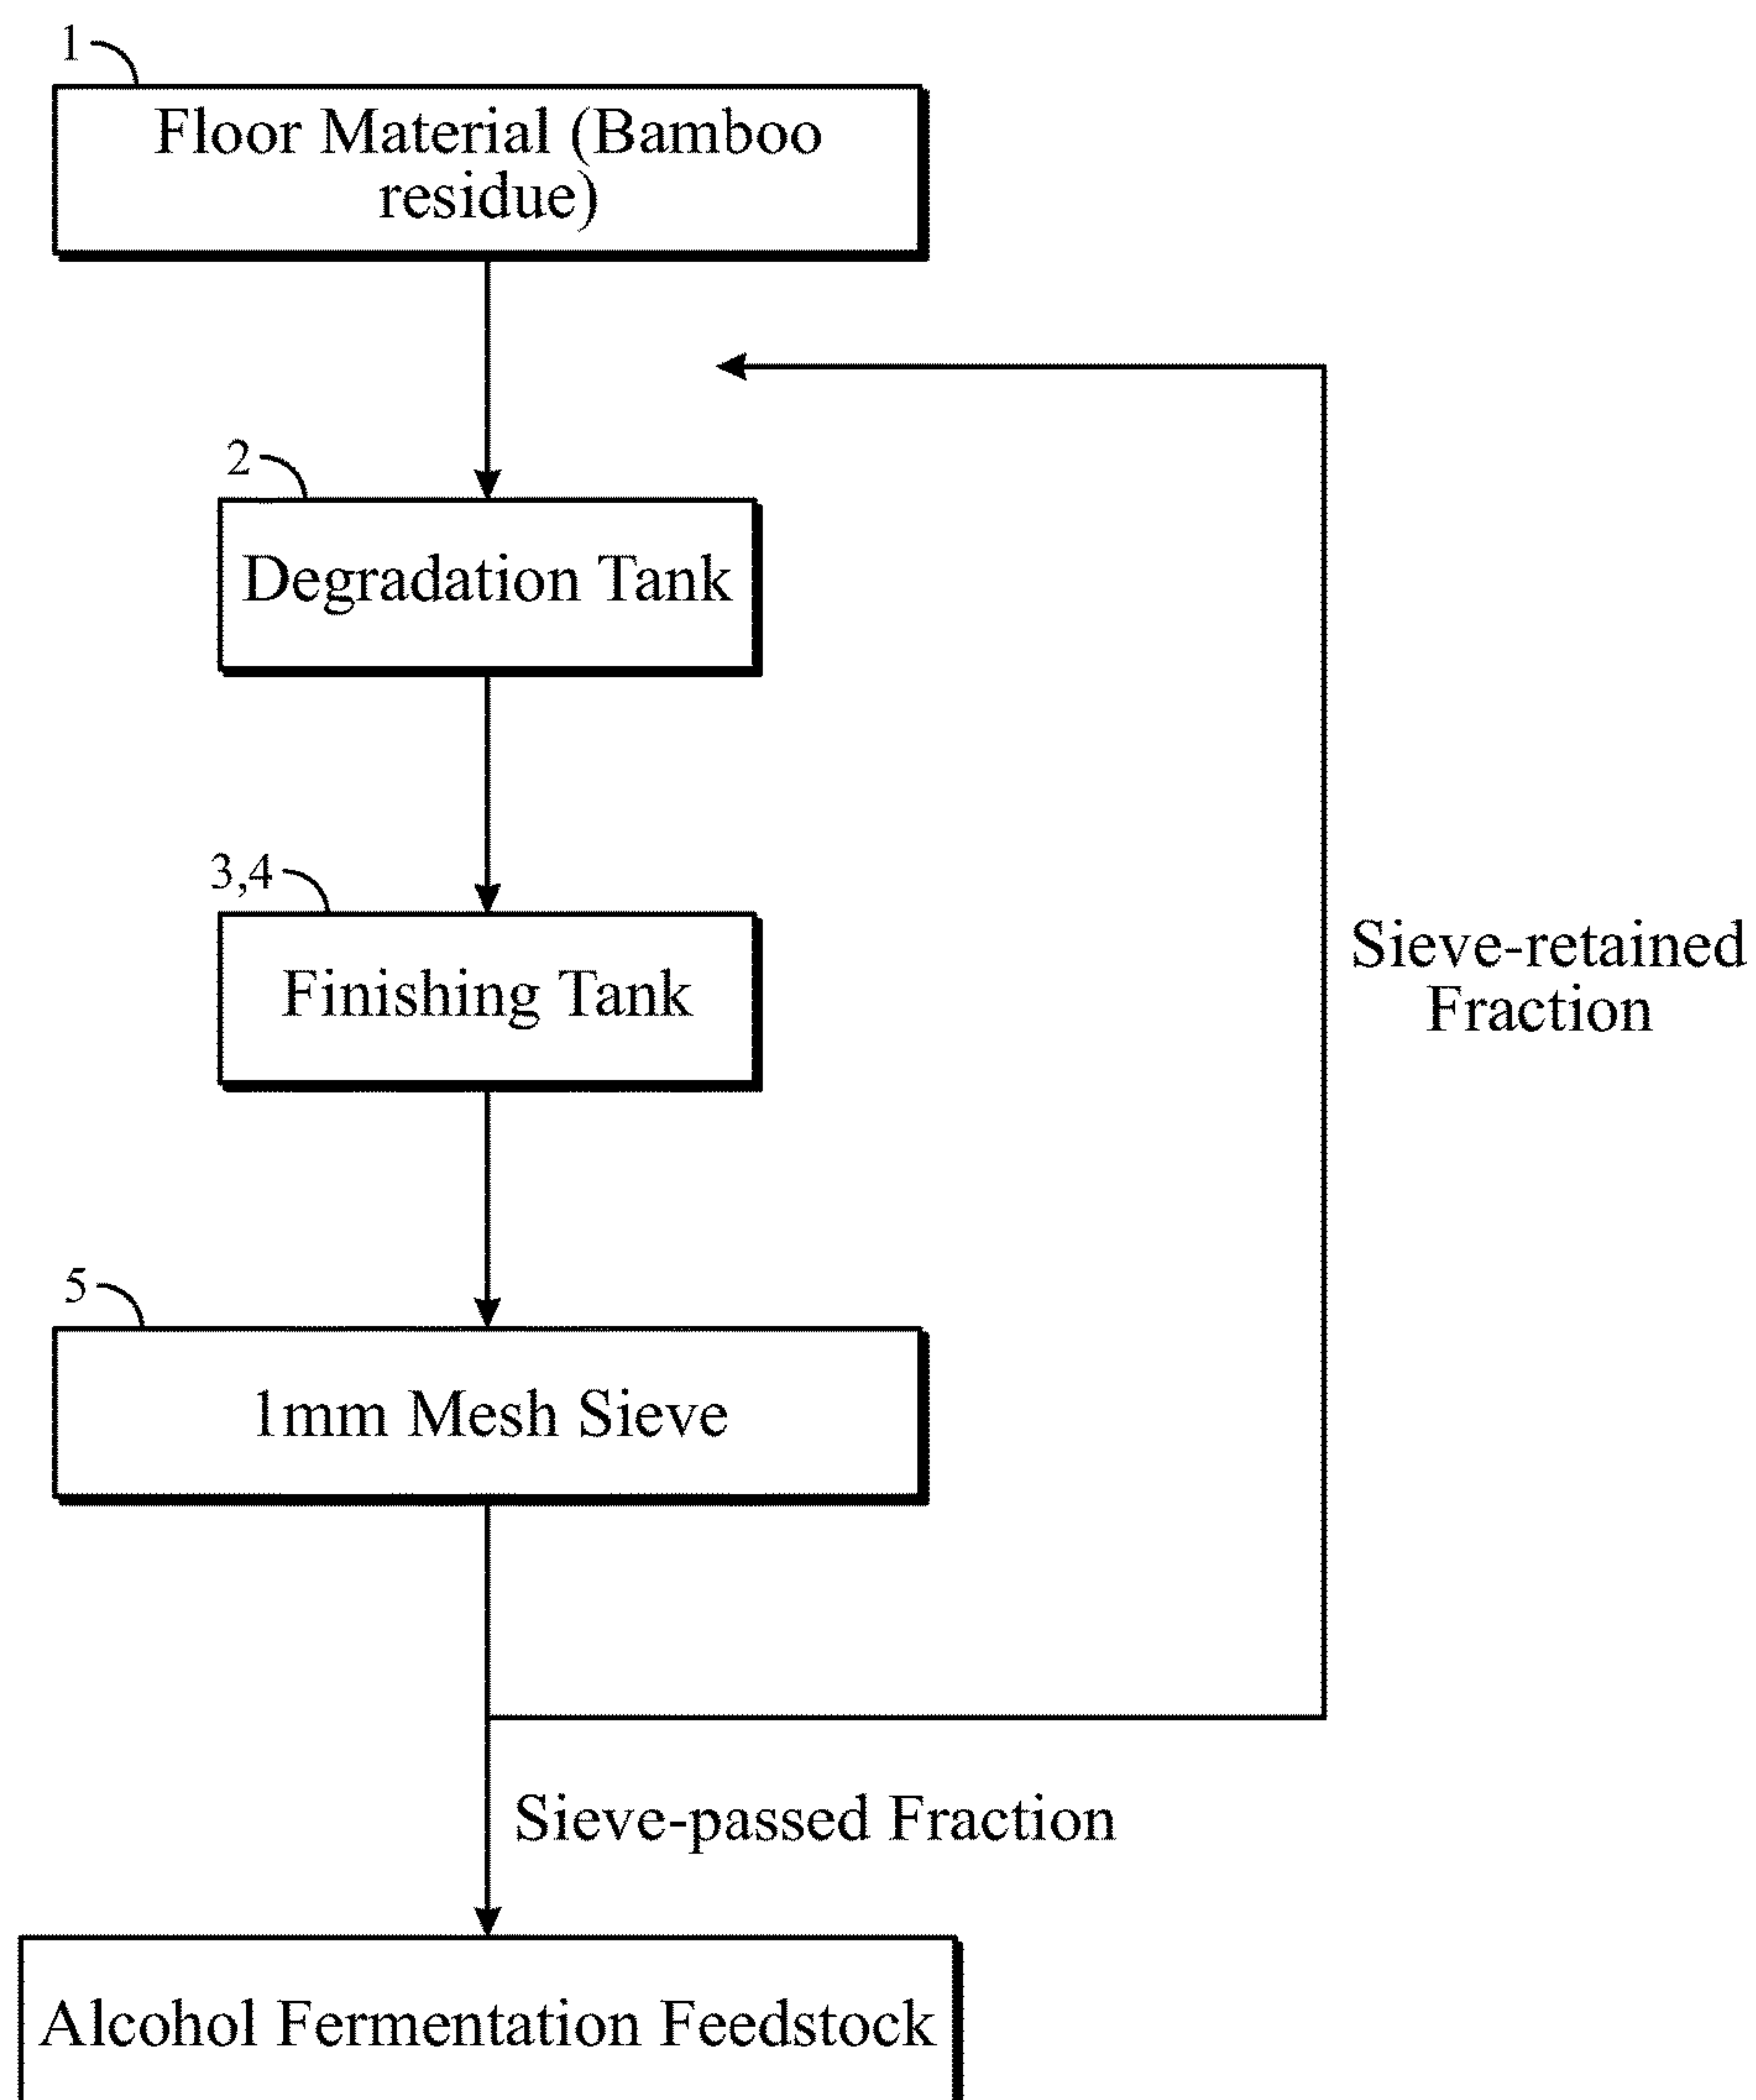 1
Floor Material (Bamboo
residue)
2
Degradation Tank
3,4
Finishing Tank
Sieve-retained
Fraction
5
1mm Mesh Sieve
Sieve-passed Fraction
Alcohol Fermentation Feedstock